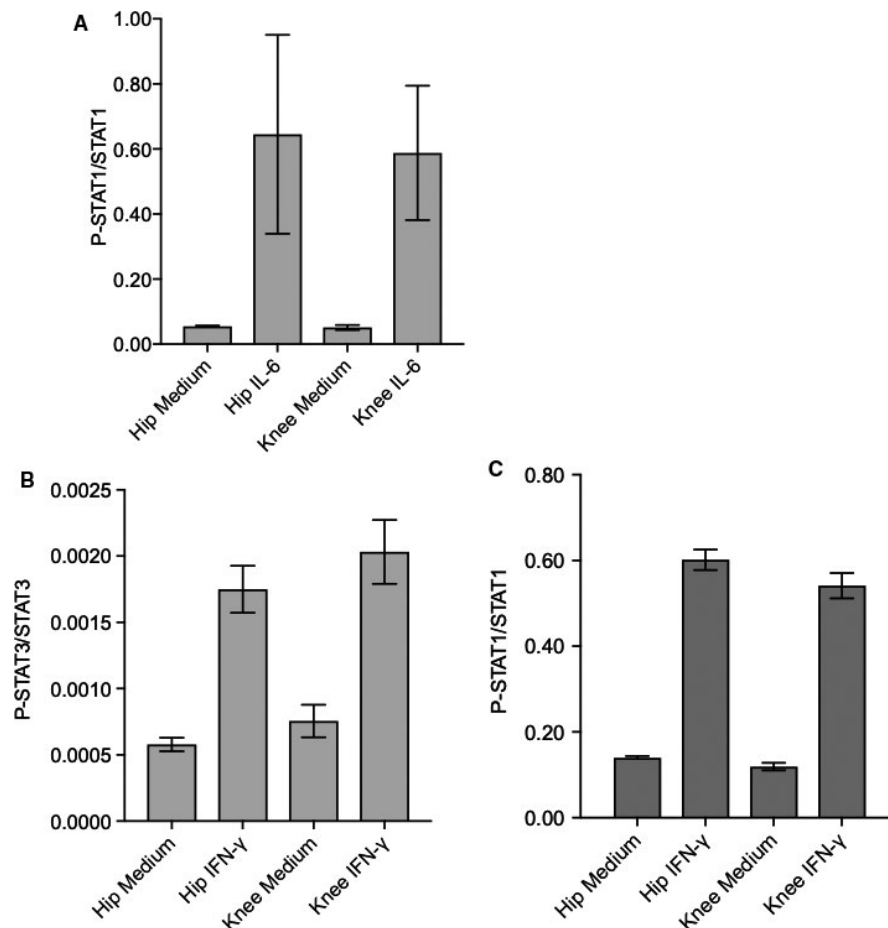 A
P-STAT1/STAT1
1.00
0.80
0.60
0.40
0.20
0.00
Hip Medium
Hip IL-6
Knee Medium
Knee IL-6
B
P-STAT3/STAT3
0.0025
0.0020
0.0015
0.0010
0.0005
0.0000
Hip Medium
Hip IFN-γ
Knee Medium
Knee IFN-γ
C
P-STAT1/STAT1
0.80
0.60
0.40
0.20
0.00
Hip Medium
Hip IFN-γ
Knee Medium
Knee IFN-γ